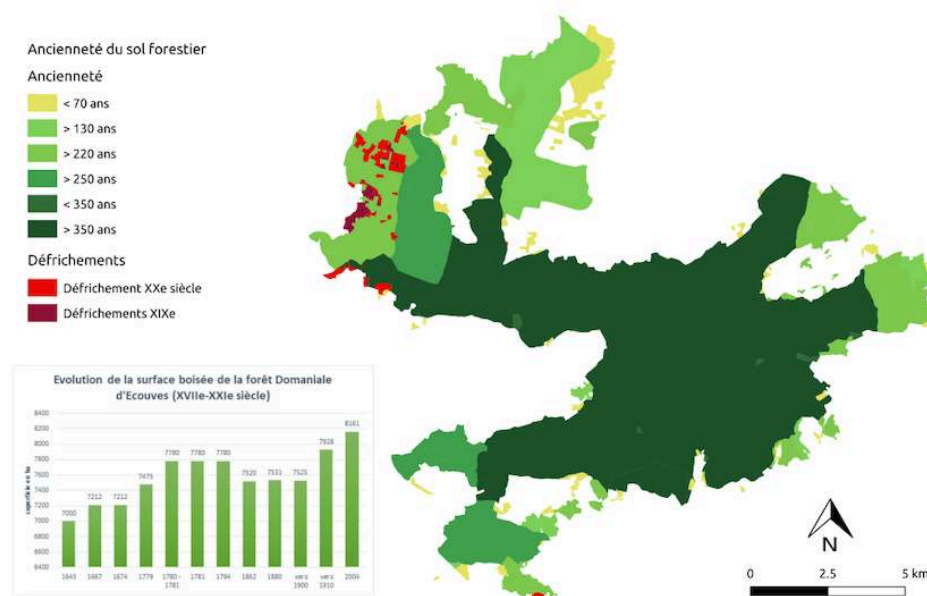 Ancienneté du sol forestier
Ancienneté
< 70 ans
> 130 ans
> 220 ans
> 250 ans
< 350 ans
> 350 ans
Défrichements
Défrichement XXe siècle
Défrichements XIXe
Evolution de la surface boisée de la forêt Domaniale
d'Ecouves (XVIIe-XXIe siècle)
superficie en ha
8400
8200
8000
7800
7600
7400
7200
7000
6800
6600
6400
7000
7212
7212
7475
7780
7780
7780
7520
7531
7525
7928
8161
1643
1667
1674
1779
1780 -
1781
1781
1794
1862
1880
vers
1900
vers
1910
2004
N
0
2.5
5 km